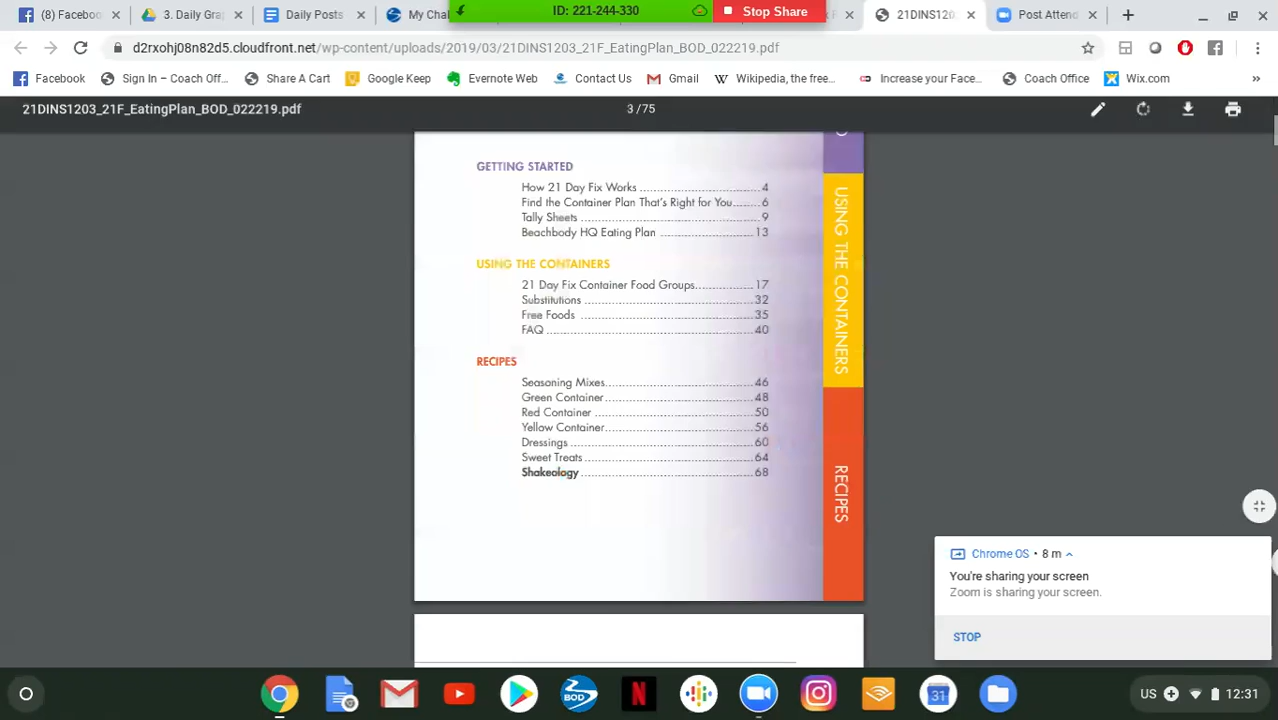 (8) Facebo
3. Daily Gra
Daily Posts
My Chal
ID: 221-244-330
Stop Share
21DINS120
Post Attend
d2rxohj08n82d5.cloudfront.net/wp-content/uploads/2019/03/21DINS1203_21F_EatingPlan_BOD_022219.pdf
Facebook
Sign In – Coach Off...
Share A Cart
Google Keep
Evernote Web
Contact Us
Gmail
Wikipedia, the free...
Increase your Face...
Coach Office
Wix.com
»
21DINS1203_21F_EatingPlan_BOD_022219.pdf
3 / 75
GETTING STARTED
How 21 Day Fix Works 4
Find the Container Plan That's Right for You 6
Tally Sheets 9
Beachbody HQ Eating Plan 13
USING THE CONTAINERS
21 Day Fix Container Food Groups 17
Substitutions 32
Free Foods 35
FAQ 40
RECIPES
Seasoning Mixes 46
Green Container 48
Red Container 50
Yellow Container 56
Dressings 60
Sweet Treats 64
Shakeology 68
USING THE CONTAINERS
RECIPES
Chrome OS • 8 m
You're sharing your screen
Zoom is sharing your screen.
STOP
BOD
31
US
12:31